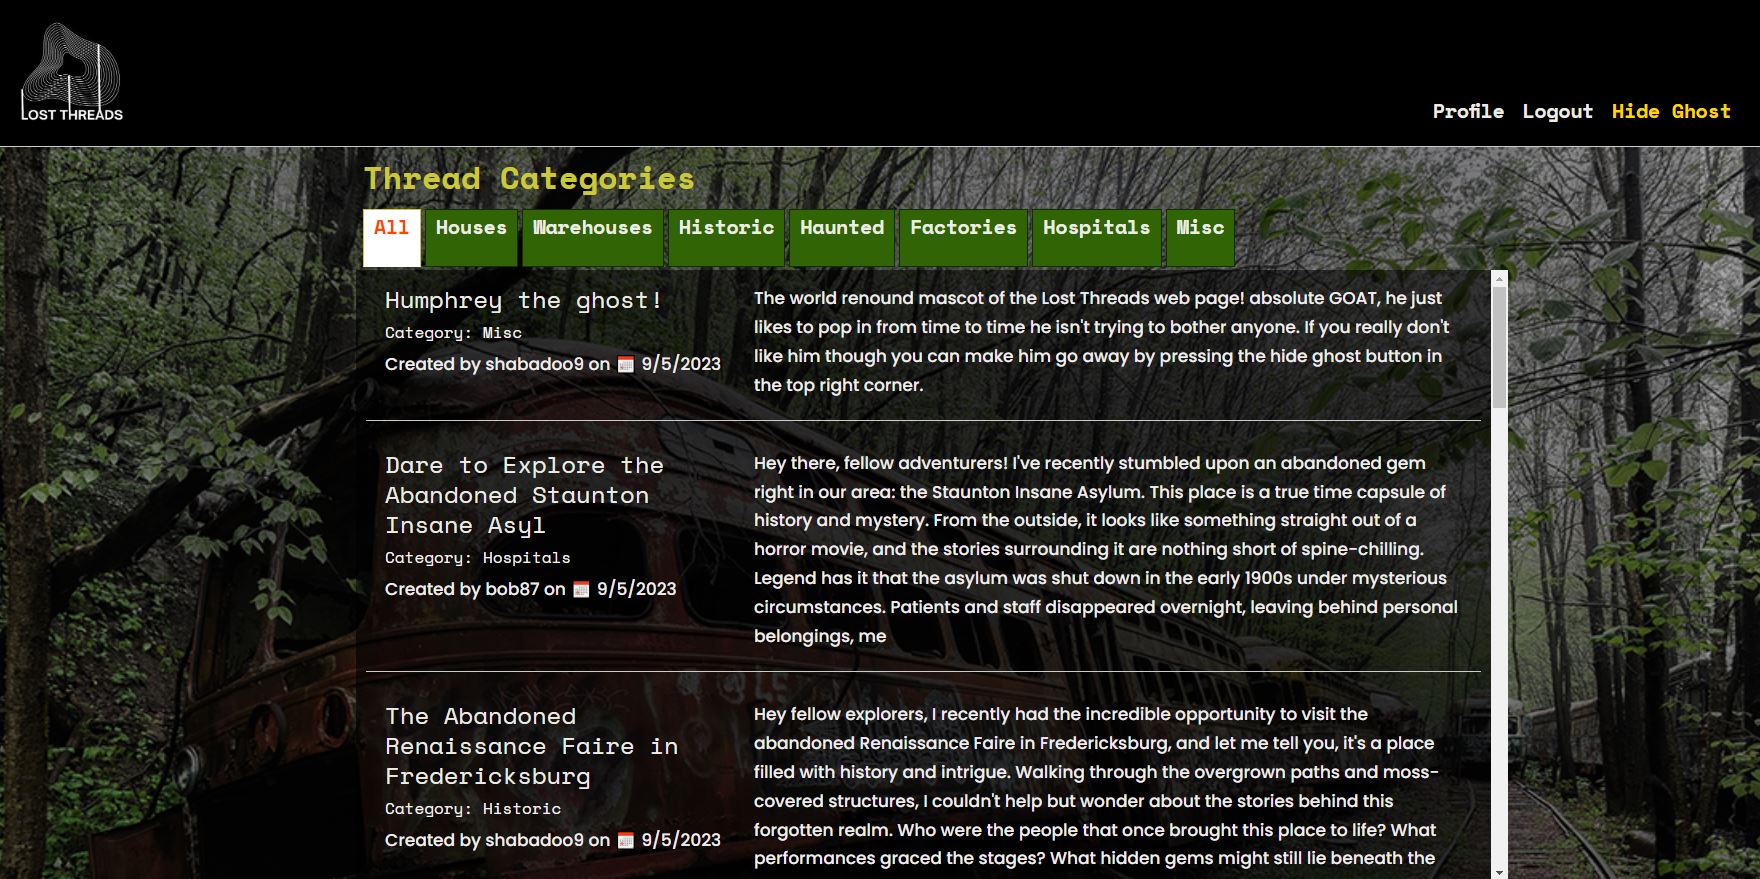 LOST THREADS
Profile Logout Hide Ghost
Thread Categories
All Houses Warehouses Historic Haunted Factories Hospitals Misc
Humphrey the ghost!
Category: Misc
Created by shabadoo9 on 📅 9/5/2023
The world renound mascot of the Lost Threads web page! absolute GOAT, he just
likes to pop in from time to time he isn't trying to bother anyone. If you really don't
like him though you can make him go away by pressing the hide ghost button in
the top right corner.
Dare to Explore the
Abandoned Staunton
Insane Asyl
Category: Hospitals
Created by bob87 on 📅 9/5/2023
Hey there, fellow adventurers! I've recently stumbled upon an abandoned gem
right in our area: the Staunton Insane Asylum. This place is a true time capsule of
history and mystery. From the outside, it looks like something straight out of a
horror movie, and the stories surrounding it are nothing short of spine-chilling.
Legend has it that the asylum was shut down in the early 1900s under mysterious
circumstances. Patients and staff disappeared overnight, leaving behind personal
belongings, me
The Abandoned
Renaissance Faire in
Fredericksburg
Category: Historic
Created by shabadoo9 on 📅 9/5/2023
Hey fellow explorers, I recently had the incredible opportunity to visit the
abandoned Renaissance Faire in Fredericksburg, and let me tell you, it's a place
filled with history and intrigue. Walking through the overgrown paths and moss-
covered structures, I couldn't help but wonder about the stories behind this
forgotten realm. Who were the people that once brought this place to life? What
performances graced the stages? What hidden gems might still lie beneath the